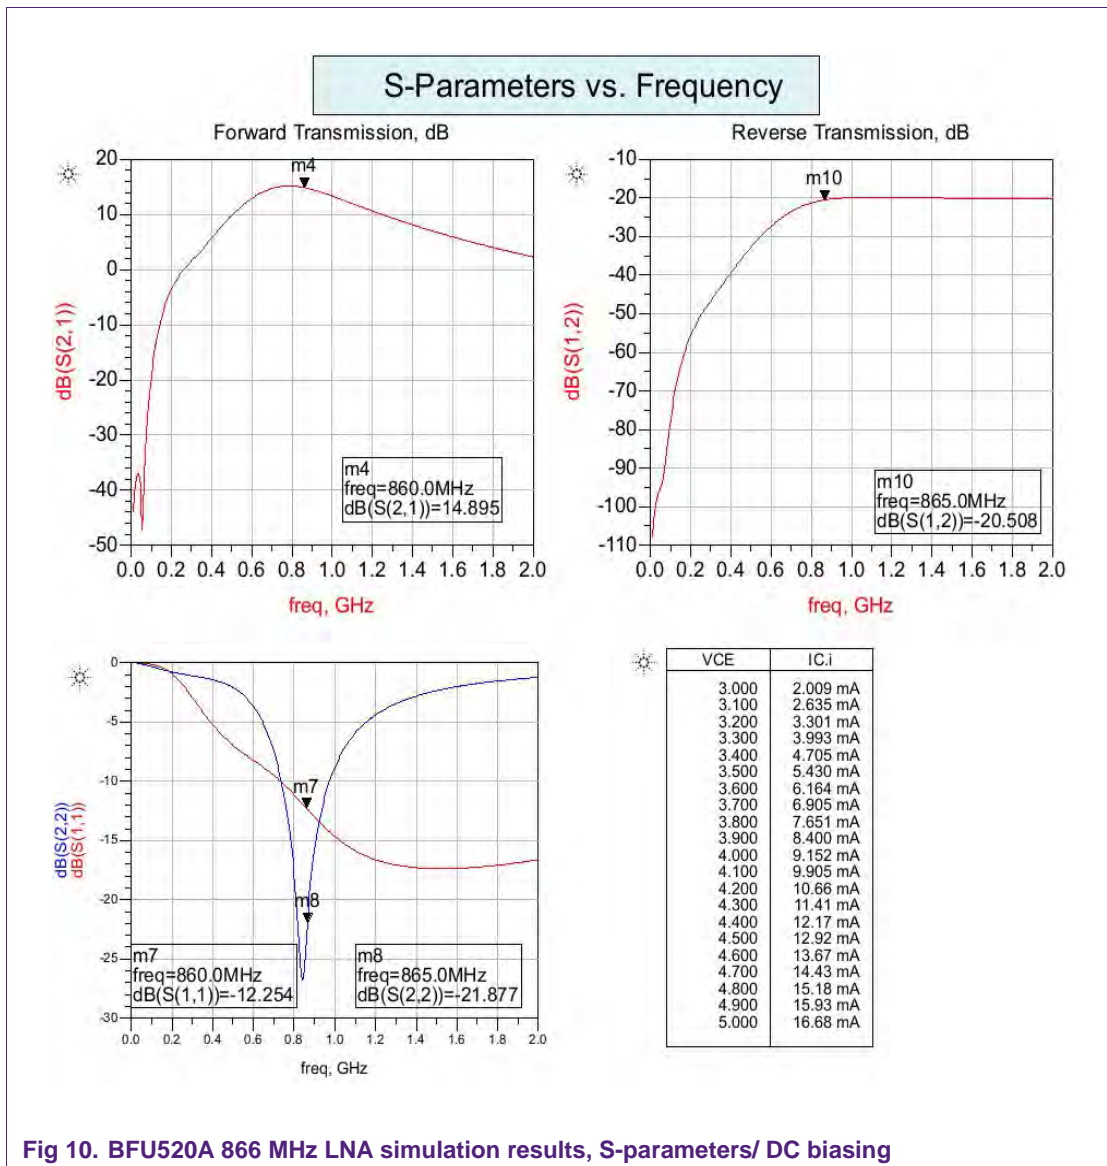 S-Parameters vs. Frequency
Forward Transmission, dB
20
10
0
-10
-20
-30
-40
-50
dB(S(2,1))
m4
m4
freq=860.0MHz
dB(S(2,1))=14.895
0.0 0.2 0.4 0.6 0.8 1.0 1.2 1.4 1.6 1.8 2.0
freq, GHz
Reverse Transmission, dB
-10
-20
-30
-40
-50
-60
-70
-80
-90
-100
-110
dB(S(1,2))
m10
m10
freq=865.0MHz
dB(S(1,2))=-20.508
0.0 0.2 0.4 0.6 0.8 1.0 1.2 1.4 1.6 1.8 2.0
freq, GHz
0
-5
-10
-15
-20
-25
-30
dB(S(2,2))
dB(S(1,1))
m7
m8
m7
freq=860.0MHz
dB(S(1,1))=-12.254
m8
freq=865.0MHz
dB(S(2,2))=-21.877
0.0 0.2 0.4 0.6 0.8 1.0 1.2 1.4 1.6 1.8 2.0
freq, GHz
VCE IC.i
3.000 2.009 mA
3.100 2.635 mA
3.200 3.301 mA
3.300 3.993 mA
3.400 4.705 mA
3.500 5.430 mA
3.600 6.164 mA
3.700 6.905 mA
3.800 7.651 mA
3.900 8.400 mA
4.000 9.152 mA
4.100 9.905 mA
4.200 10.66 mA
4.300 11.41 mA
4.400 12.17 mA
4.500 12.92 mA
4.600 13.67 mA
4.700 14.43 mA
4.800 15.18 mA
4.900 15.93 mA
5.000 16.68 mA
Fig 10. BFU520A 866 MHz LNA simulation results, S-parameters/ DC biasing